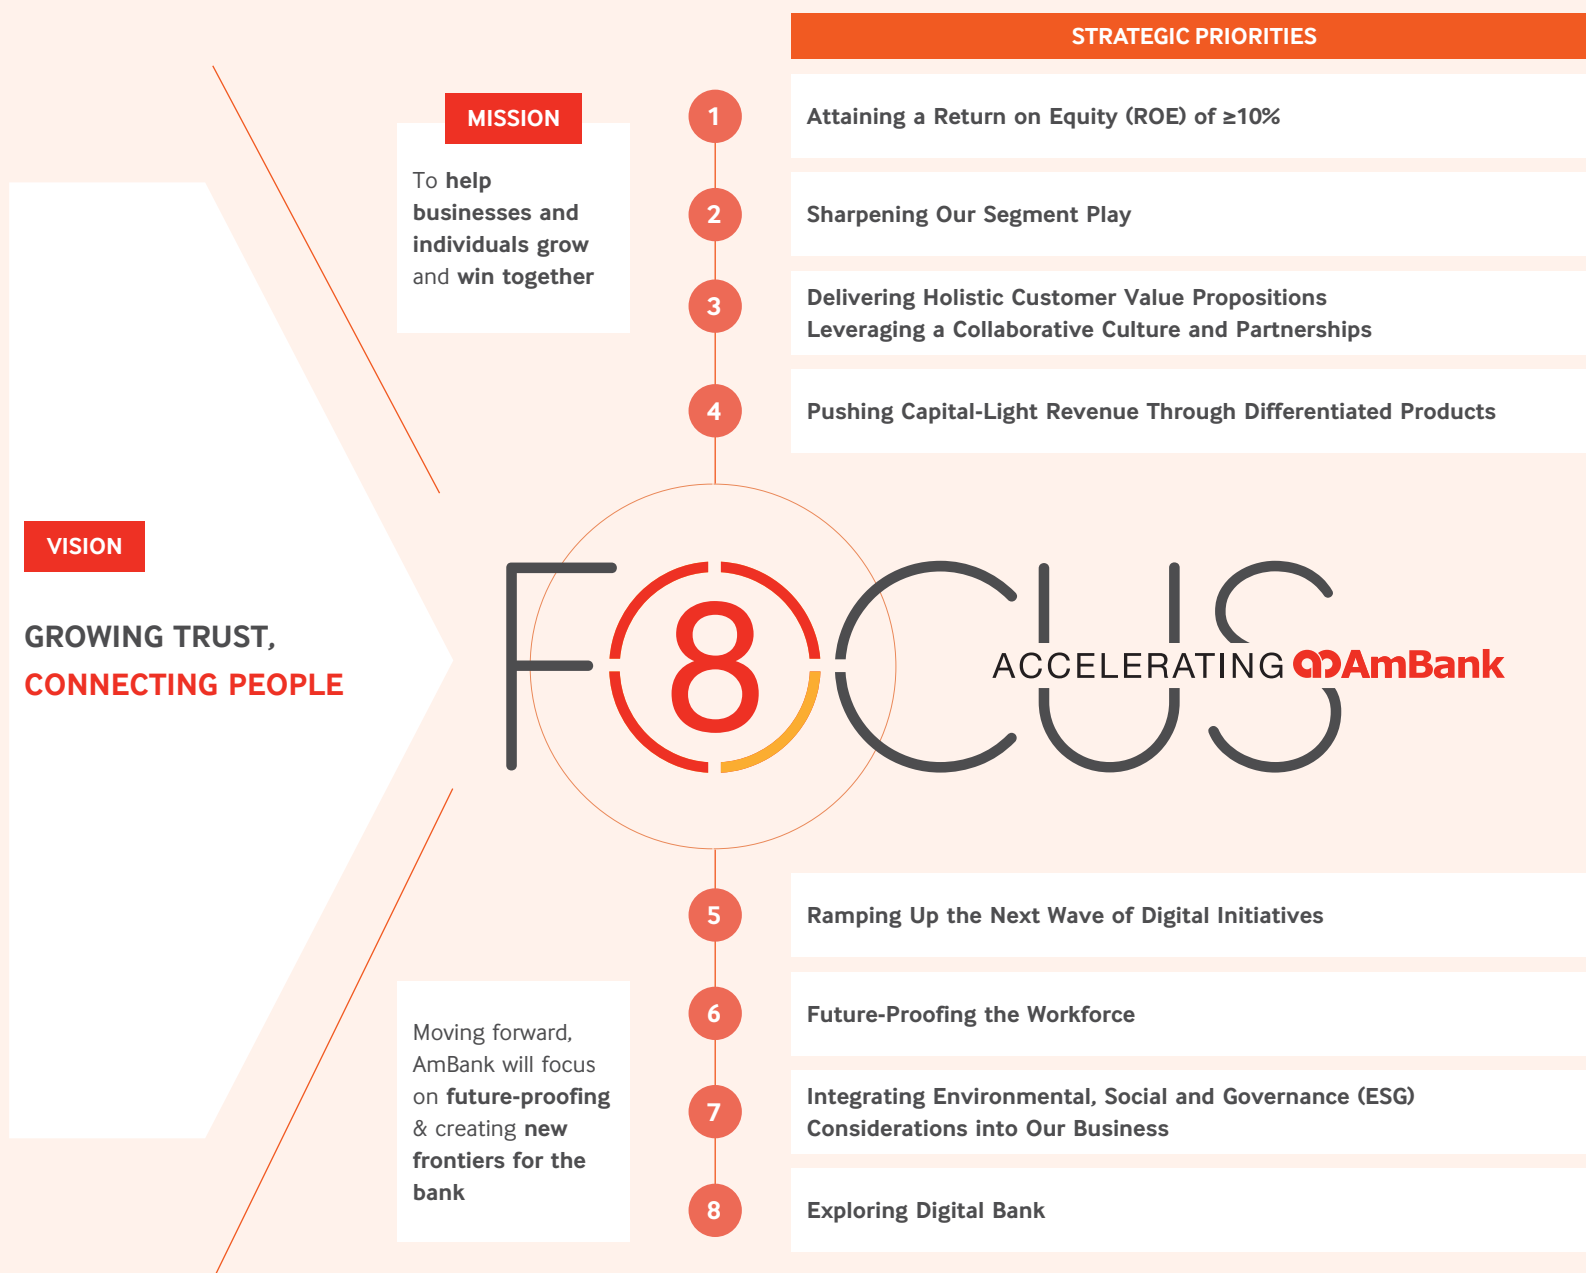 STRATEGIC PRIORITIES
MISSION
To help
businesses and
individuals grow
and win together
1
Attaining a Return on Equity (ROE) of ≥10%
2
Sharpening Our Segment Play
3
Delivering Holistic Customer Value Propositions
Leveraging a Collaborative Culture and Partnerships
4
Pushing Capital-Light Revenue Through Differentiated Products
VISION
GROWING TRUST,
CONNECTING PEOPLE
F8CUS
ACCELERATING AmBank
Moving forward,
AmBank will focus
on future-proofing
& creating new
frontiers for the
bank
5
Ramping Up the Next Wave of Digital Initiatives
6
Future-Proofing the Workforce
7
Integrating Environmental, Social and Governance (ESG)
Considerations into Our Business
8
Exploring Digital Bank